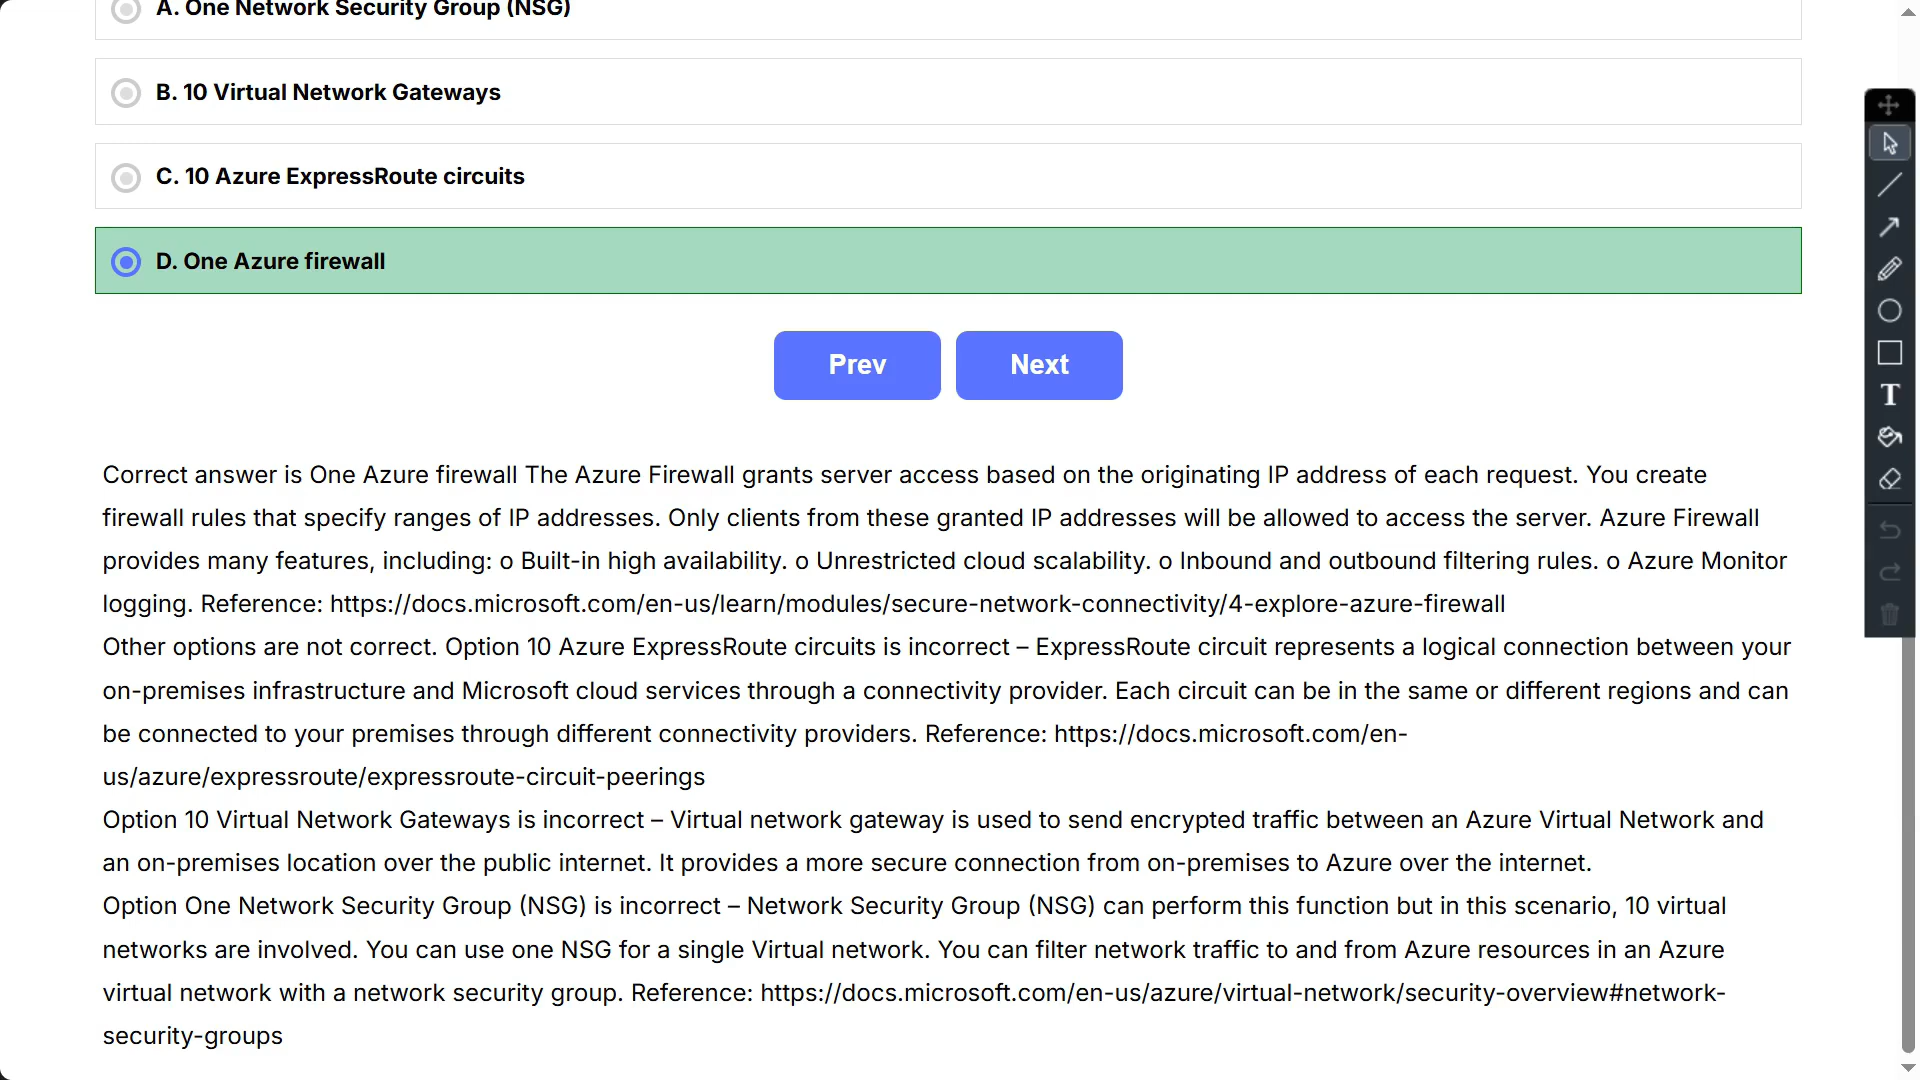 A. One Network Security Group (NSG)
B. 10 Virtual Network Gateways
C. 10 Azure ExpressRoute circuits
D. One Azure firewall
Prev
Next
Correct answer is One Azure firewall The Azure Firewall grants server access based on the originating IP address of each request. You create
firewall rules that specify ranges of IP addresses. Only clients from these granted IP addresses will be allowed to access the server. Azure Firewall
provides many features, including: o Built-in high availability. o Unrestricted cloud scalability. o Inbound and outbound filtering rules. o Azure Monitor
logging. Reference: https://docs.microsoft.com/en-us/learn/modules/secure-network-connectivity/4-explore-azure-firewall
Other options are not correct. Option 10 Azure ExpressRoute circuits is incorrect – ExpressRoute circuit represents a logical connection between your
on-premises infrastructure and Microsoft cloud services through a connectivity provider. Each circuit can be in the same or different regions and can
be connected to your premises through different connectivity providers. Reference: https://docs.microsoft.com/en-
us/azure/expressroute/expressroute-circuit-peerings
Option 10 Virtual Network Gateways is incorrect – Virtual network gateway is used to send encrypted traffic between an Azure Virtual Network and
an on-premises location over the public internet. It provides a more secure connection from on-premises to Azure over the internet.
Option One Network Security Group (NSG) is incorrect – Network Security Group (NSG) can perform this function but in this scenario, 10 virtual
networks are involved. You can use one NSG for a single Virtual network. You can filter network traffic to and from Azure resources in an Azure
virtual network with a network security group. Reference: https://docs.microsoft.com/en-us/azure/virtual-network/security-overview#network-
security-groups
T